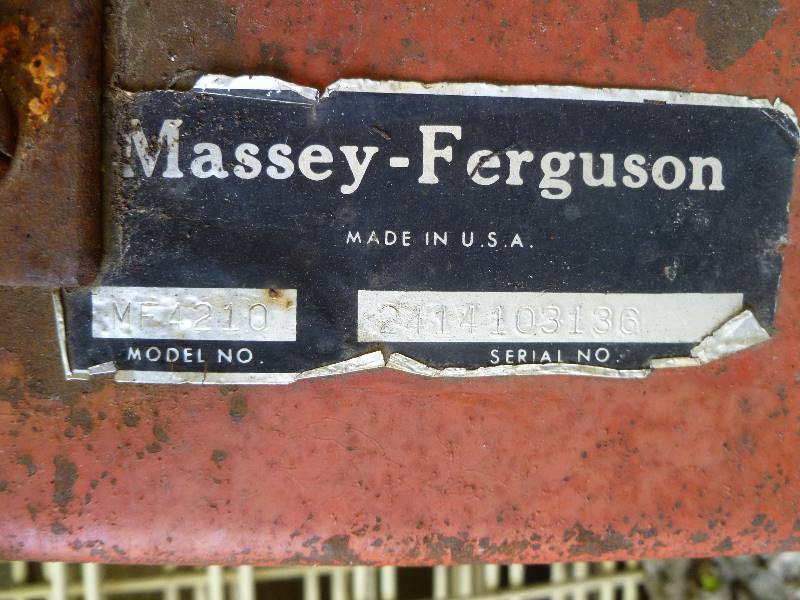 Massey-Ferguson
MADE IN U.S.A.
MF4210 2414103136
MODEL NO. SERIAL NO.